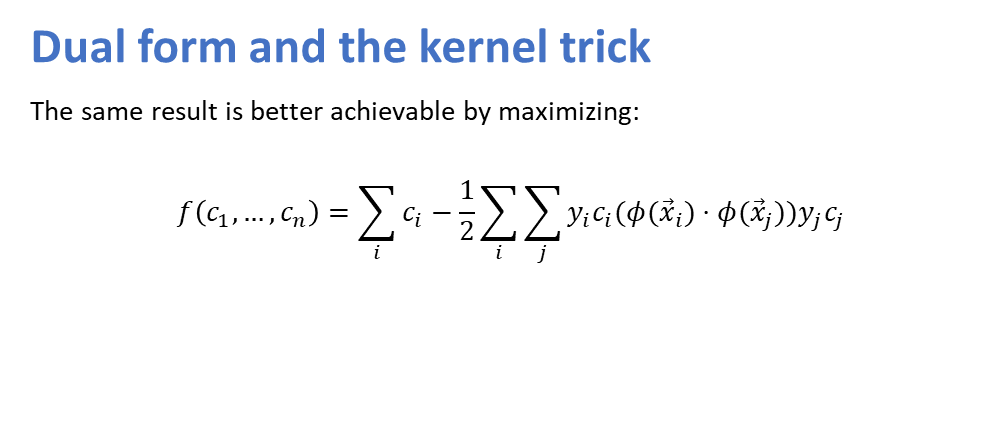 Dual form and the kernel trick
The same result is better achievable by maximizing:
f(c₁, … , cₙ) = ∑ᵢ cᵢ − ½ ∑ᵢ ∑ⱼ yᵢcᵢ(ϕ(x⃗ᵢ) · ϕ(x⃗ⱼ))yⱼcⱼ